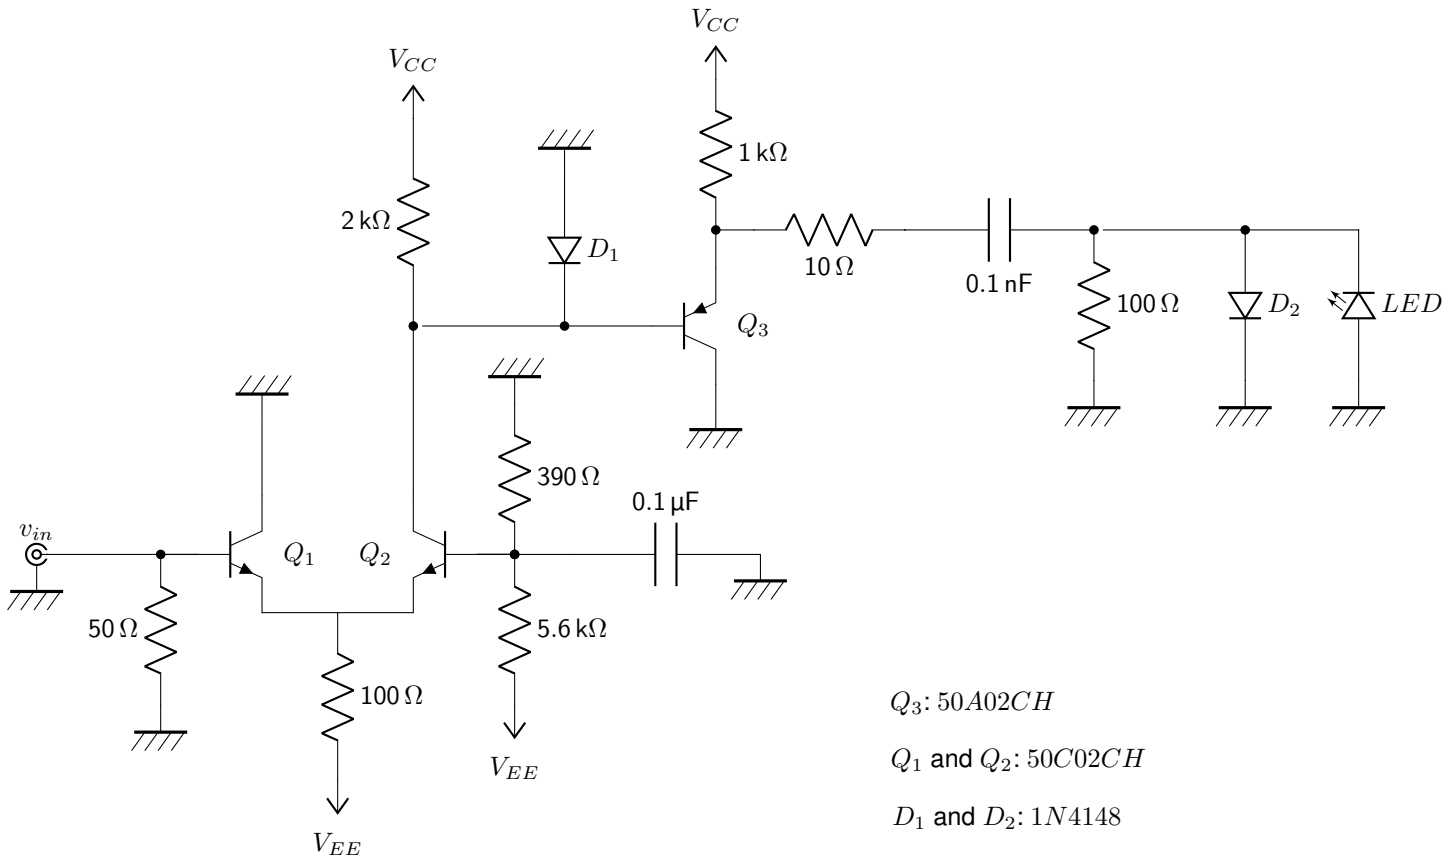 V_CC
V_CC
1 kΩ
2 kΩ
D_1
10 Ω
0.1 nF
100 Ω
D_2
LED
Q_3
390 Ω
0.1 µF
v_in
Q_1
Q_2
50 Ω
5.6 kΩ
100 Ω
V_EE
V_EE
Q_3: 50A02CH
Q_1 and Q_2: 50C02CH
D_1 and D_2: 1N4148